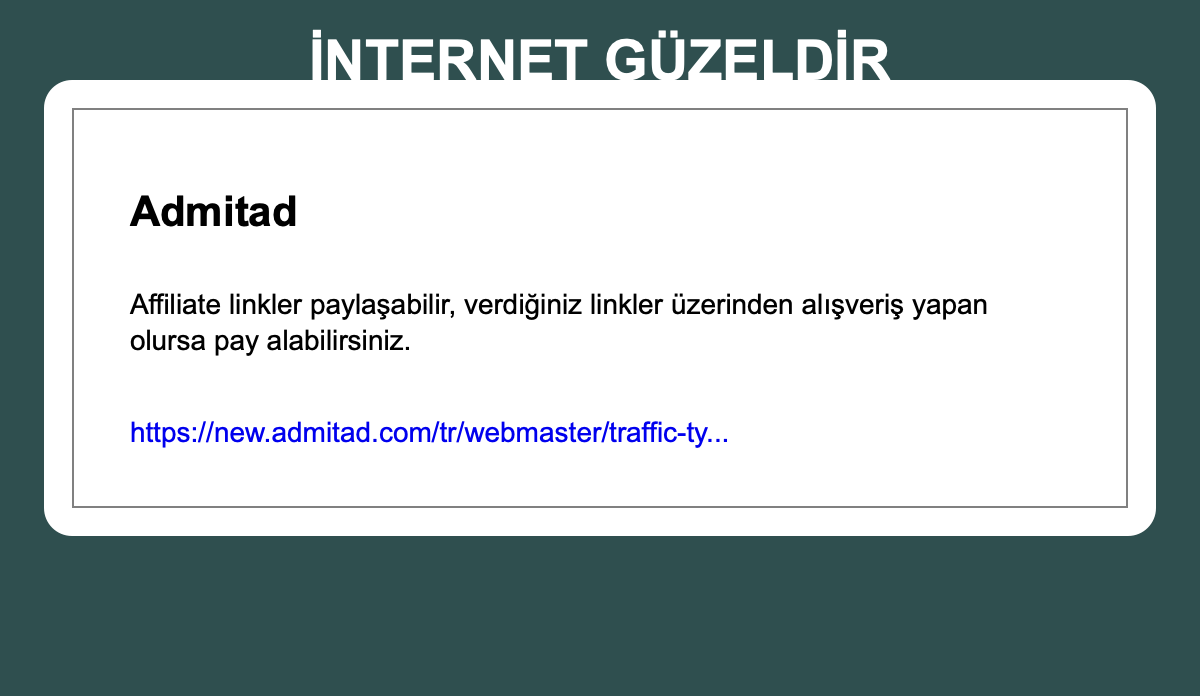 İNTERNET GÜZELDİR
Admitad
Affiliate linkler paylaşabilir, verdiğiniz linkler üzerinden alışveriş yapan
olursa pay alabilirsiniz.
https://new.admitad.com/tr/webmaster/traffic-ty...